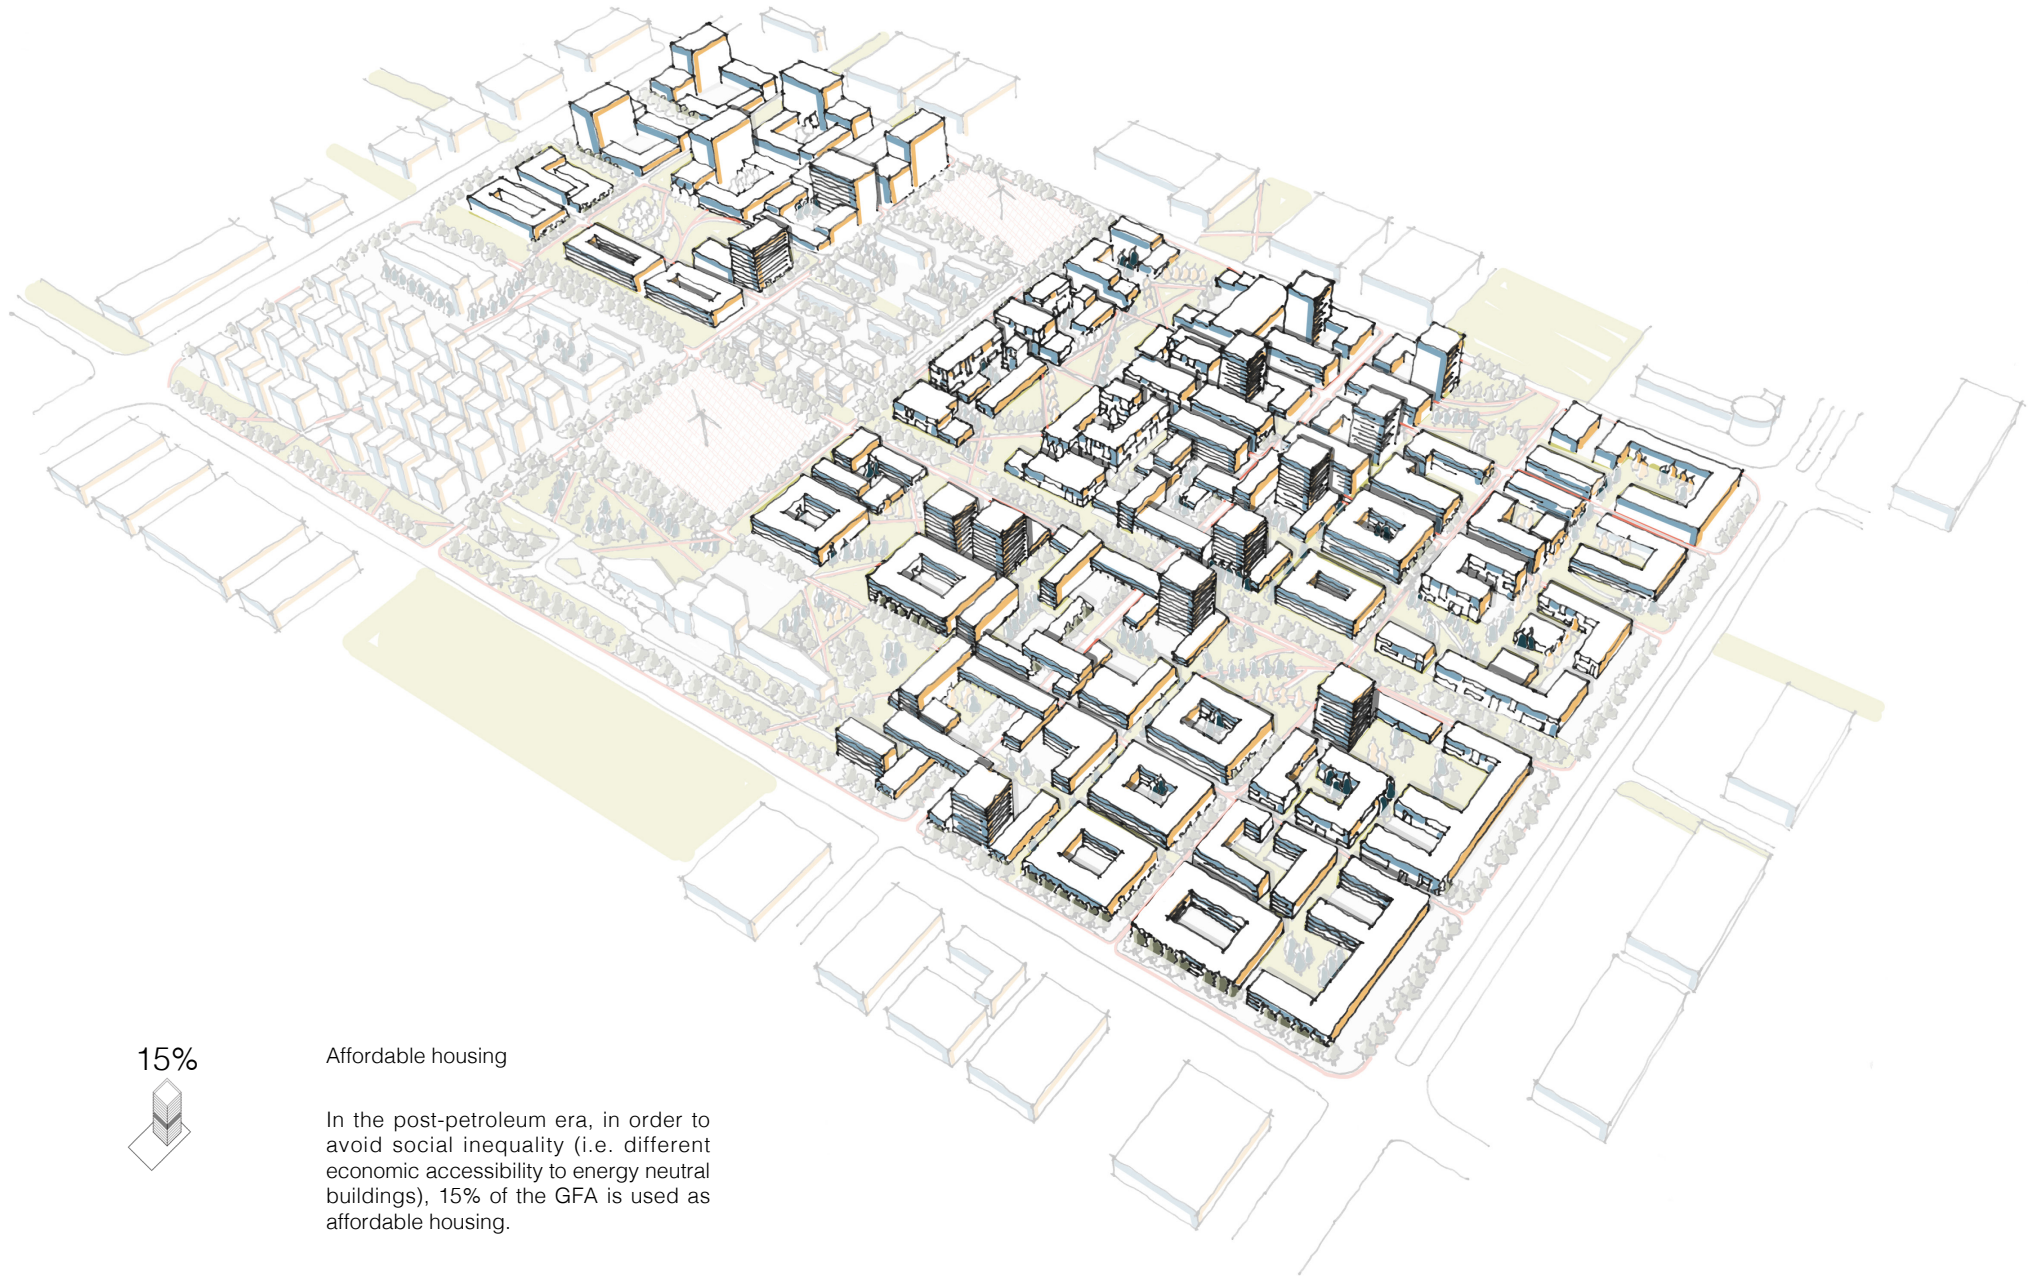 15%
Affordable housing
In the post-petroleum era, in order to
avoid social inequality (i.e. different
economic accessibility to energy neutral
buildings), 15% of the GFA is used as
affordable housing.